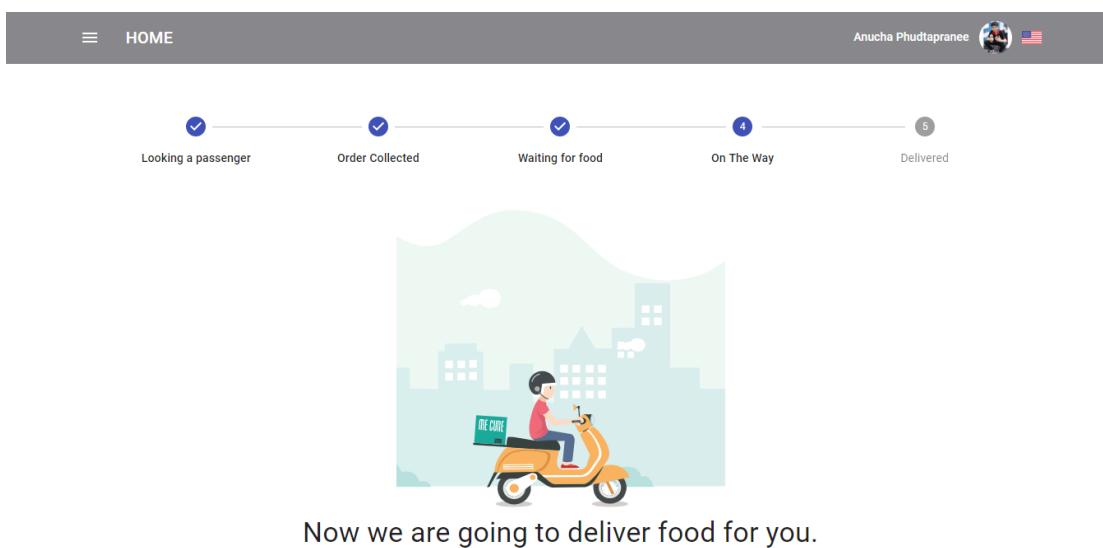 HOME
Anucha Phudtapranee
4
5
Looking a passenger
Order Collected
Waiting for food
On The Way
Delivered
ME CUNE
Now we are going to deliver food for you.